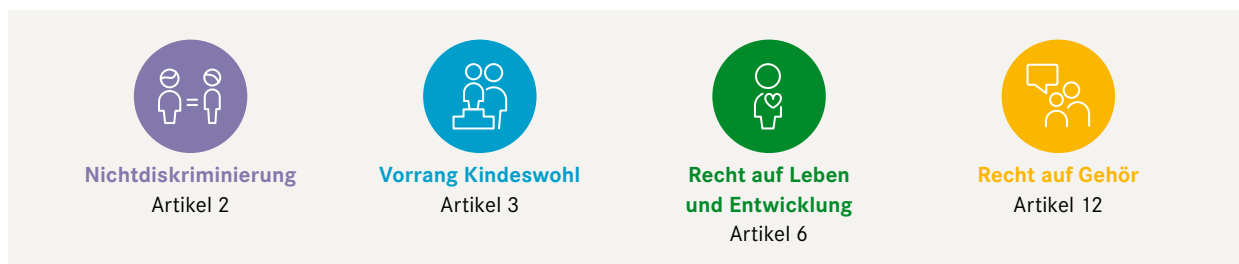 Nichtdiskriminierung
Artikel 2
Vorrang Kindeswohl
Artikel 3
Recht auf Leben
und Entwicklung
Artikel 6
Recht auf Gehör
Artikel 12